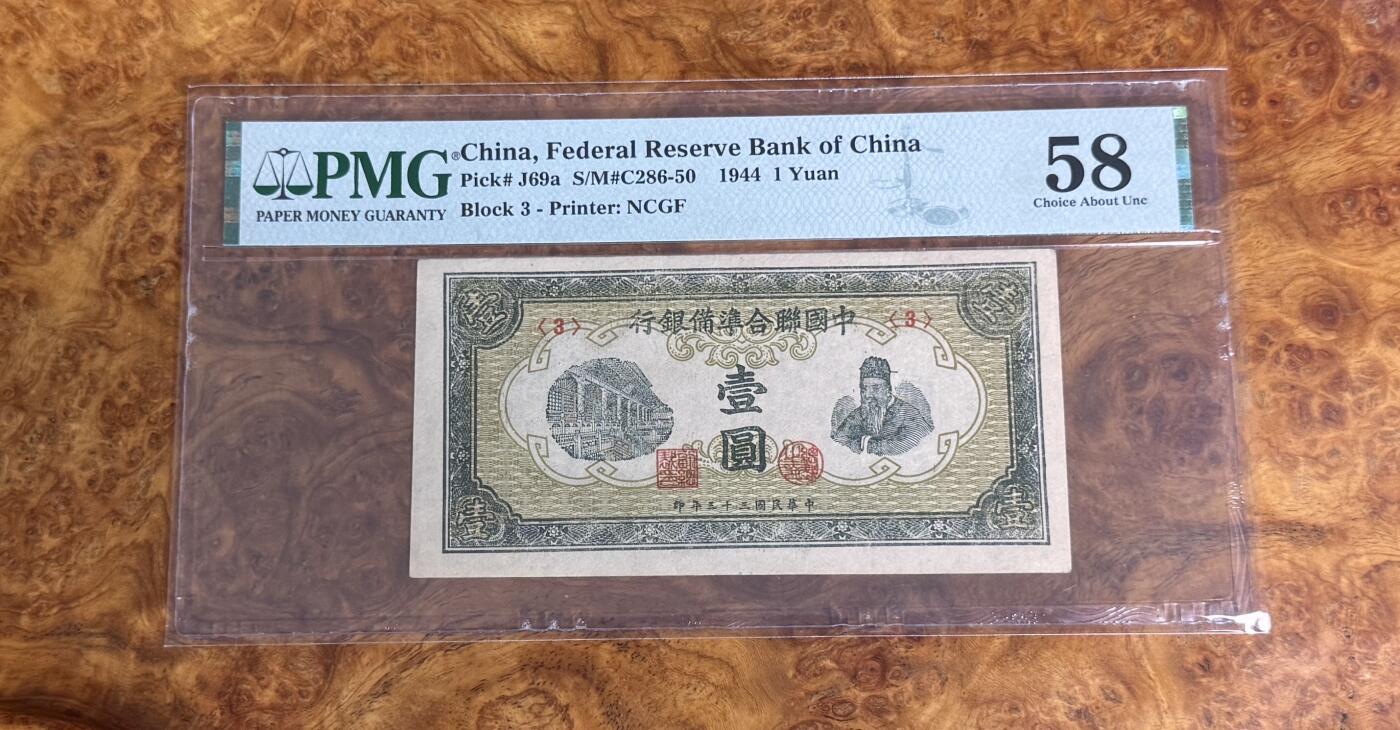 PMG®
PAPER MONEY GUARANTY
China, Federal Reserve Bank of China
Pick# J69a S/M#C286-50 1944 1 Yuan
Block 3 - Printer: NCGF
58
Choice About Unc
行銀備準合聯國中
〈3〉 〈3〉
壹
圓
印年三十三國民華中
壹 壹
壹 壹